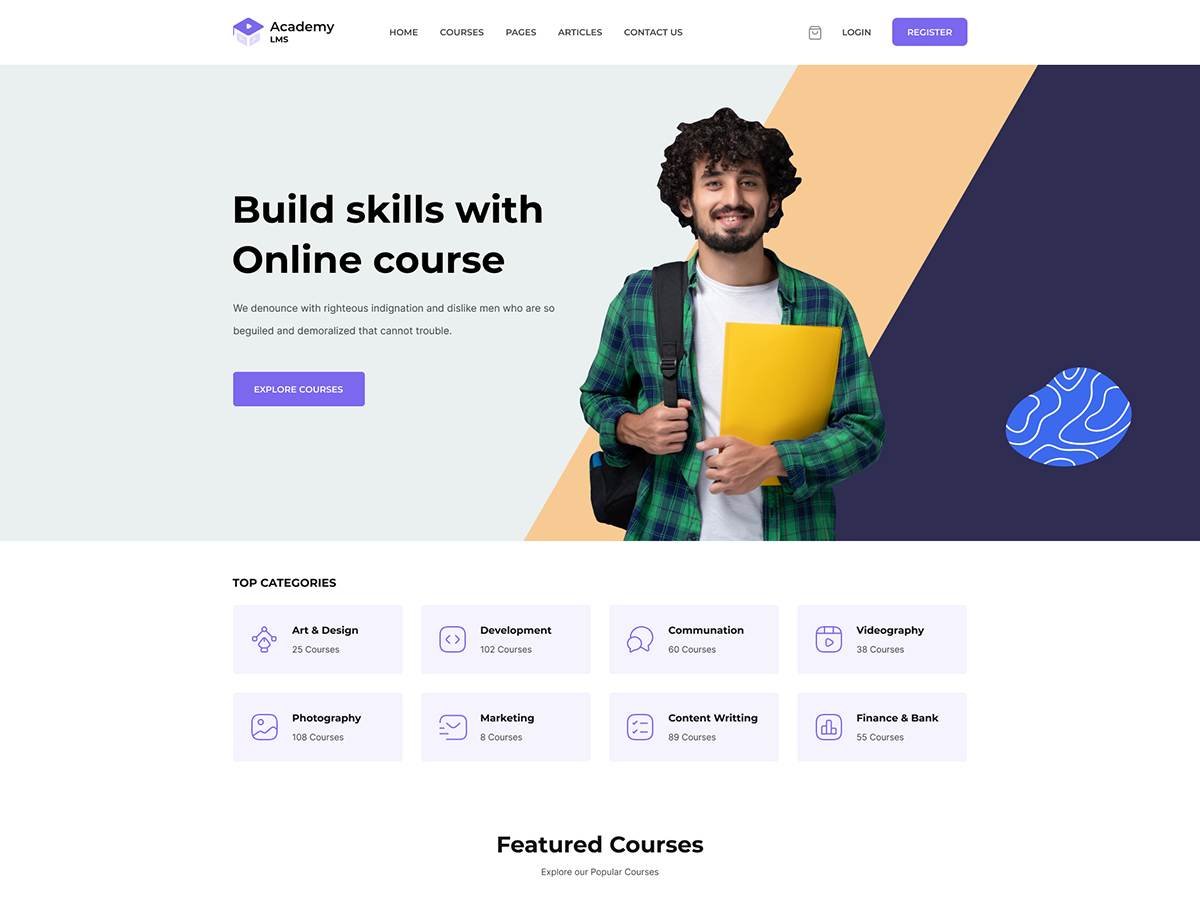 Academy
LMS
HOME COURSES PAGES ARTICLES CONTACT US LOGIN REGISTER
Build skills with
Online course
We denounce with righteous indignation and dislike men who are so
beguiled and demoralized that cannot trouble.
EXPLORE COURSES
TOP CATEGORIES
Art & Design
25 Courses
Development
102 Courses
Communation
60 Courses
Videography
38 Courses
Photography
108 Courses
Marketing
8 Courses
Content Writting
89 Courses
Finance & Bank
55 Courses
Featured Courses
Explore our Popular Courses